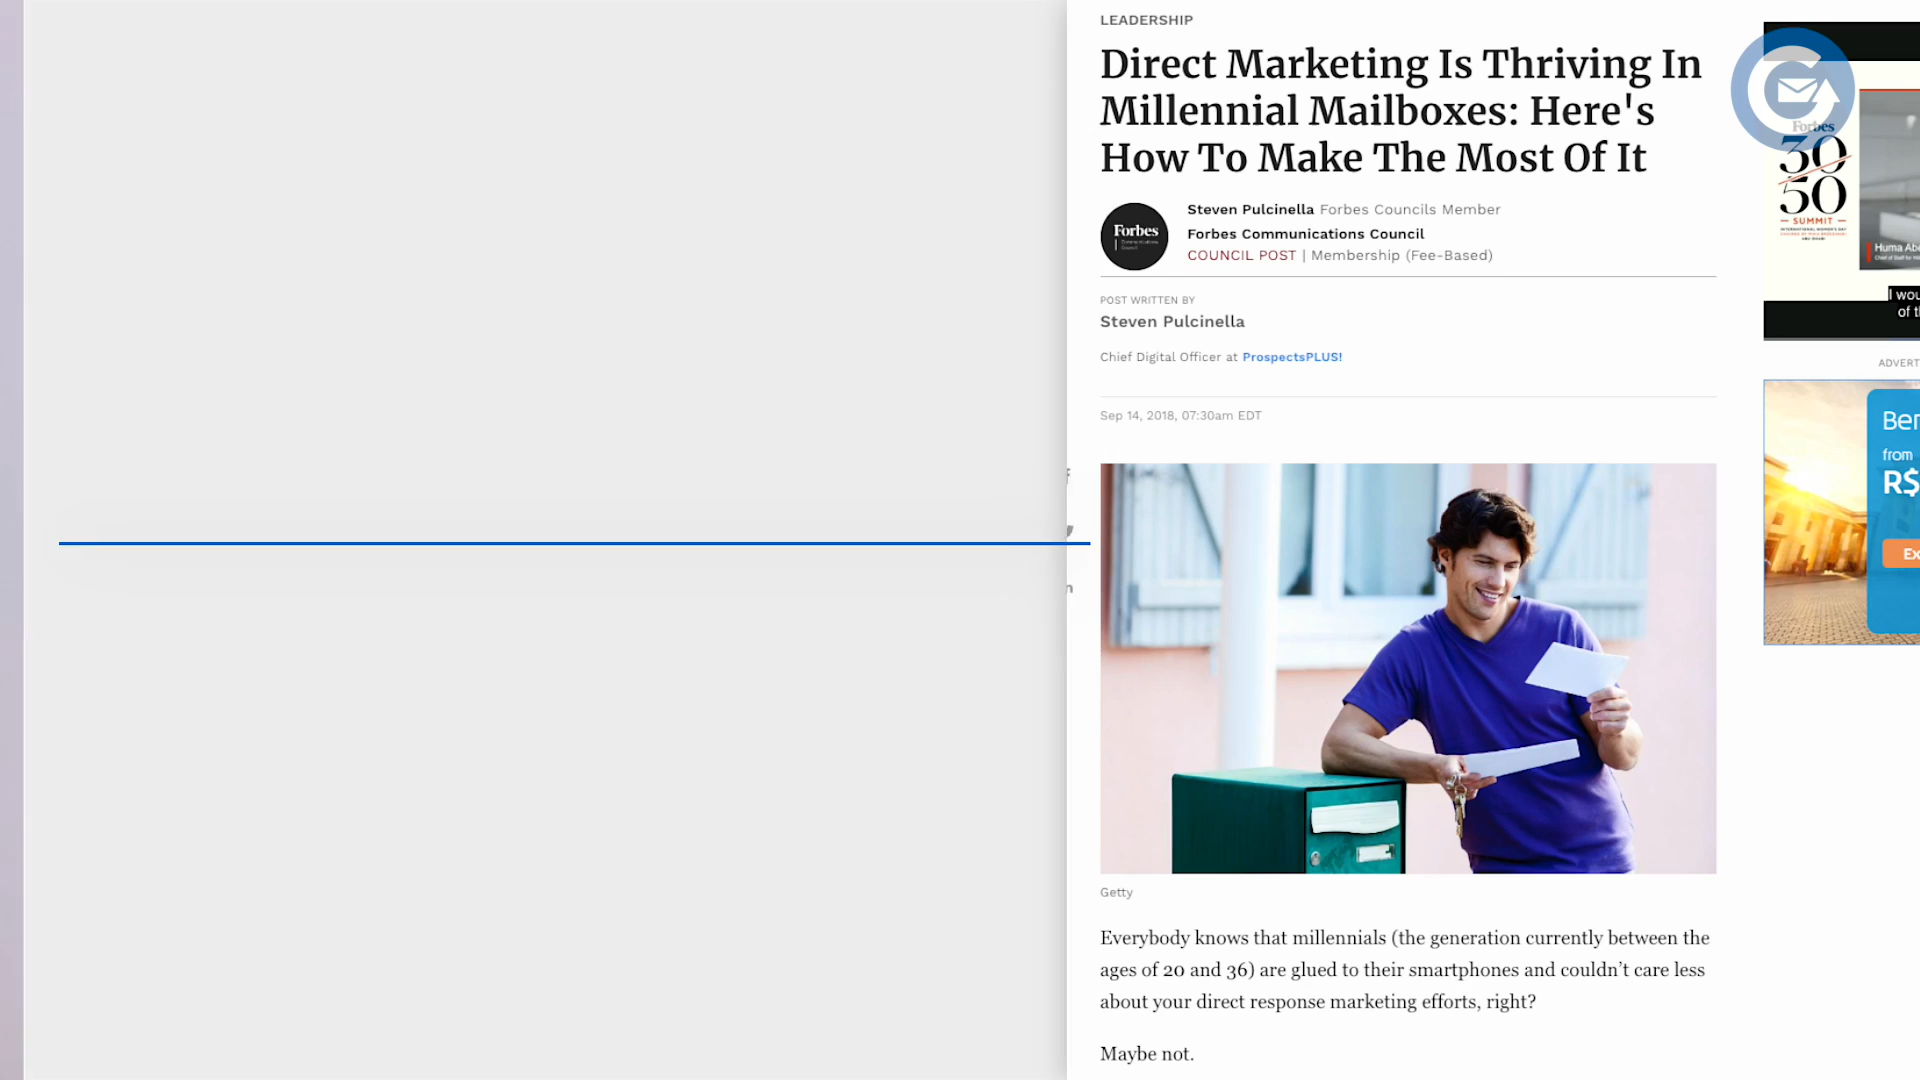 LEADERSHIP
Direct Marketing Is Thriving In
Millennial Mailboxes: Here's
How To Make The Most Of It
Forbes
Steven Pulcinella Forbes Councils Member
Forbes Communications Council
COUNCIL POST | Membership (Fee-Based)
POST WRITTEN BY
Steven Pulcinella
Chief Digital Officer at ProspectsPLUS!
Sep 14, 2018, 07:30am EDT
Getty
Everybody knows that millennials (the generation currently between the
ages of 20 and 36) are glued to their smartphones and couldn't care less
about your direct response marketing efforts, right?
Maybe not.
Forbes
30
50
SUMMIT
Huma
I
of
from
R$